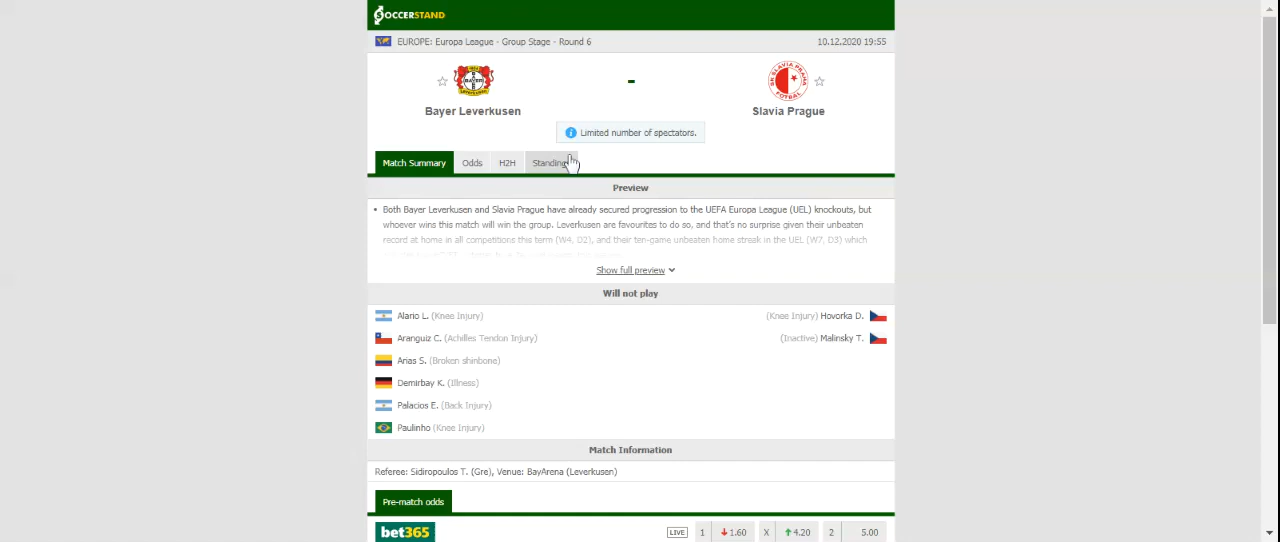 SOCCERSTAND
EUROPE: Europa League - Group Stage - Round 6 10.12.2020 19:55
-
Bayer Leverkusen Slavia Prague
Limited number of spectators.
Match Summary Odds H2H Standings
Preview
Both Bayer Leverkusen and Slavia Prague have already secured progression to the UEFA Europa League (UEL) knockouts, but
whoever wins this match will win the group. Leverkusen are favourites to do so, and that's no surprise given their unbeaten
record at home in all competitions this term (W4, D2), and their ten-game unbeaten home streak in the UEL (W7, D3) which
Show full preview
Will not play
Alario L. (Knee Injury) (Knee Injury) Hovorka D.
Aranguiz C. (Achilles Tendon Injury) (Inactive) Malinsky T.
Arias S. (Broken shinbone)
Demirbay K. (Illness)
Palacios E. (Back Injury)
Paulinho (Knee Injury)
Match Information
Referee: Sidiropoulos T. (Gre), Venue: BayArena (Leverkusen)
Pre-match odds
bet365 LIVE 1 1.60 X 4.20 2 5.00